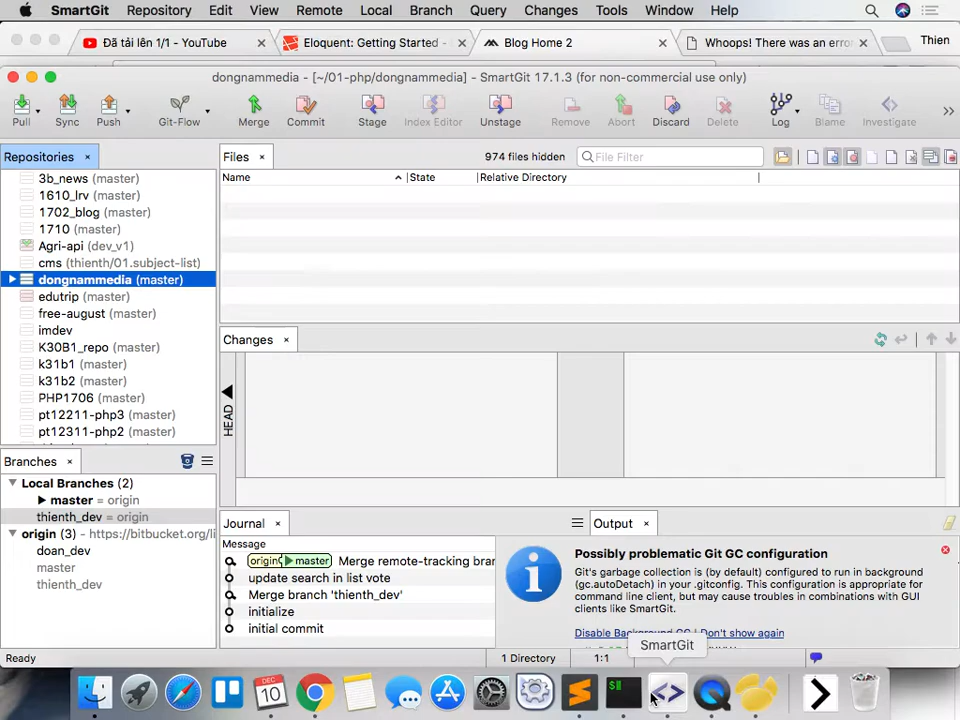 SmartGit Repository Edit View Remote Local Branch Query Changes Tools Window Help
Đã tải lên 1/1 - YouTube Eloquent: Getting Started - Blog Home 2 Whoops! There was an erro Thien
dongnammedia - [~/01-php/dongnammedia] - SmartGit 17.1.3 (for non-commercial use only)
Pull Sync Push Git-Flow Merge Commit Stage Index Editor Unstage Remove Abort Discard Delete Log Blame Investigate
Repositories Files 974 files hidden File Filter
Name State Relative Directory
3b_news (master)
1610_lrv (master)
1702_blog (master)
1710 (master)
Agri-api (dev_v1)
cms (thienth/01.subject-list)
dongnammedia (master)
edutrip (master)
free-august (master)
imdev
K30B1_repo (master)
k31b1 (master)
k31b2 (master)
PHP1706 (master)
pt12211-php3 (master)
pt12311-php2 (master)
Changes
HEAD
Branches
Local Branches (2)
master = origin
thienth_dev = origin
origin (3) - https://bitbucket.org/
doan_dev
master
thienth_dev
Journal
Message
origin master Merge remote-tracking bran
update search in list vote
Merge branch 'thienth_dev'
initialize
initial commit
Output
Possibly problematic Git GC configuration
Git's garbage collection is (by default) configured to run in background
(gc.autoDetach) in your .gitconfig. This configuration is appropriate for
command line client, but may cause troubles in combinations with GUI
clients like SmartGit.
Disable Background GC Don't show again
SmartGit
Ready 1 Directory 1:1
DEC
10
$